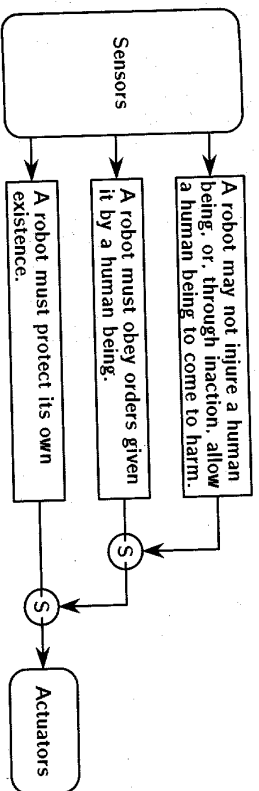 Sensors
A robot may not injure a human
being, or, through inaction, allow
a human being to come to harm.
A robot must obey orders given
it by a human being.
A robot must protect its own
existence.
S
S
Actuators